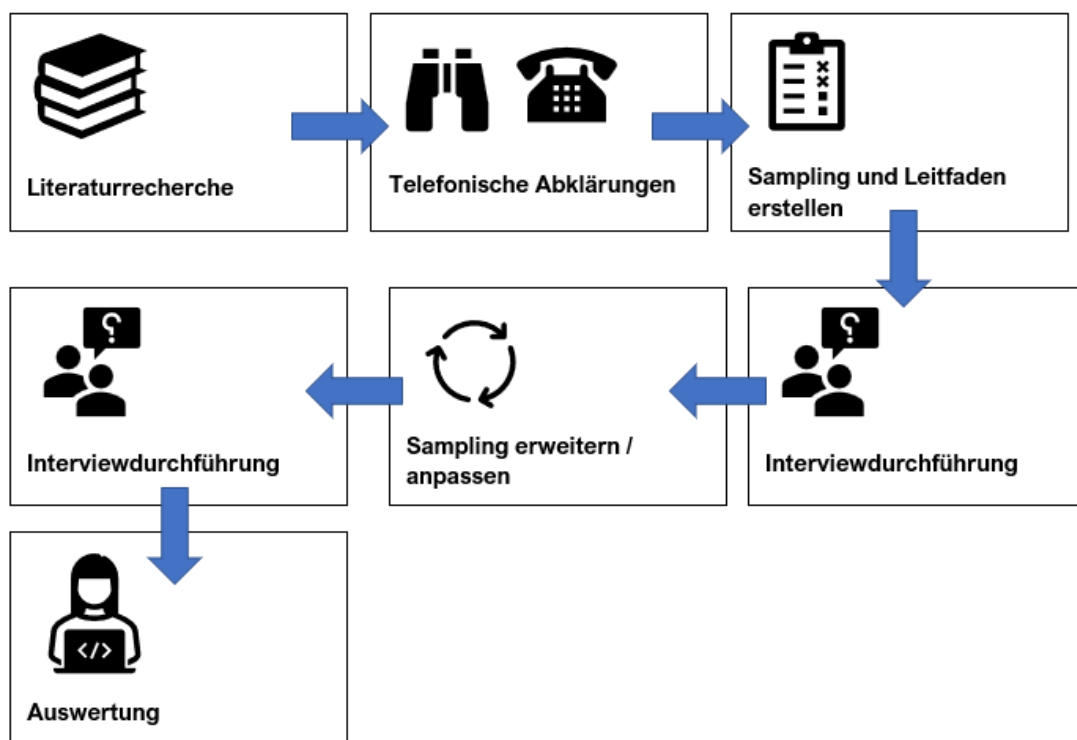 Literaturrecherche
Telefonische Abklärungen
Sampling und Leitfaden
erstellen
Interviewdurchführung
Sampling erweitern /
anpassen
Interviewdurchführung
Auswertung